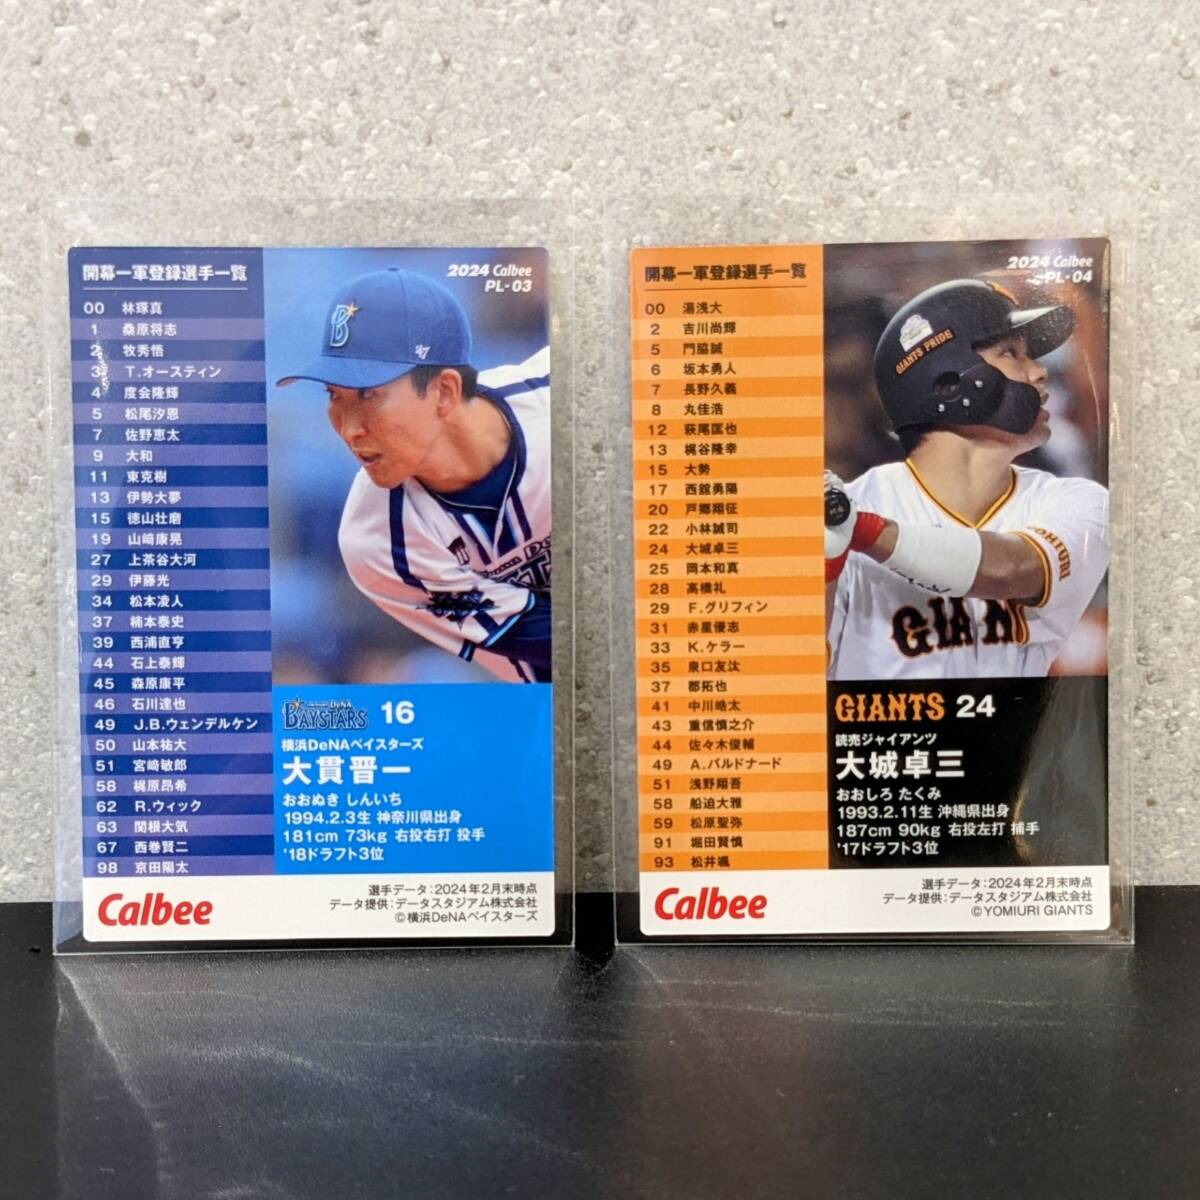 開幕一軍登録選手一覧
00 林琢真
1 桑原将志
2 牧秀悟
3 T.オースティン
4 度会隆輝
5 松尾汐恩
7 佐野恵太
9 大和
11 東克樹
13 伊勢大夢
15 徳山壮磨
19 山﨑康晃
27 上茶谷大河
29 伊藤光
34 松本凌人
37 楠本泰史
39 西浦直亨
44 石上泰輝
45 森原康平
46 石川達也
49 J.B.ウェンデルケン
50 山本祐大
51 宮﨑敏郎
58 梶原昂希
62 R.ウィック
63 関根大気
67 西巻賢二
98 京田陽太
2024 Calbee
PL-03
B
47
DeNA
BAYSTARS 16
横浜DeNAベイスターズ
大貫晋一
おおぬき しんいち
1994.2.3生 神奈川県出身
181cm 73kg 右投右打 投手
'18ドラフト3位
Calbee
選手データ:2024年2月末時点
データ提供:データスタジアム株式会社
©横浜DeNAベイスターズ
開幕一軍登録選手一覧
00 湯浅大
2 吉川尚輝
5 門脇誠
6 坂本勇人
7 長野久義
8 丸佳浩
12 萩尾匡也
13 梶谷隆幸
15 大勢
17 西舘勇陽
20 戸郷翔征
22 小林誠司
24 大城卓三
25 岡本和真
28 高橋礼
29 F.グリフィン
31 赤星優志
33 K.ケラー
35 泉口友汰
37 郡拓也
41 中川皓太
43 重信慎之介
44 佐々木俊輔
49 A.バルドナード
51 浅野翔吾
58 船迫大雅
59 松原聖弥
91 堀田賢慎
93 松井颯
2024 Calbee
PL-04
GIANTS PRIDE
YOMIURI
GIAN
GIANTS 24
読売ジャイアンツ
大城卓三
おおしろ たくみ
1993.2.11生 沖縄県出身
187cm 90kg 右投左打 捕手
'17ドラフト3位
Calbee
選手データ:2024年2月末時点
データ提供:データスタジアム株式会社
©YOMIURI GIANTS